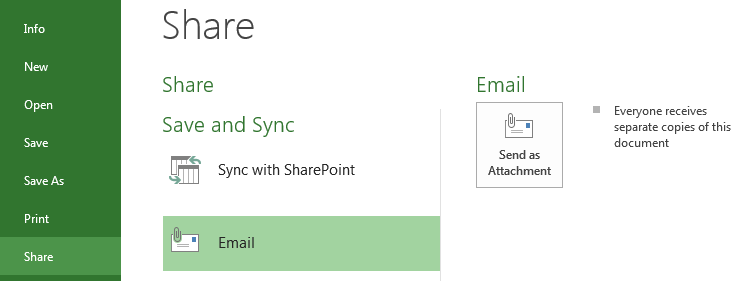 Info
New
Open
Save
Save As
Print
Share
Share
Share
Save and Sync
Sync with SharePoint
Email
Email
Send as
Attachment
Everyone receives
separate copies of this
document